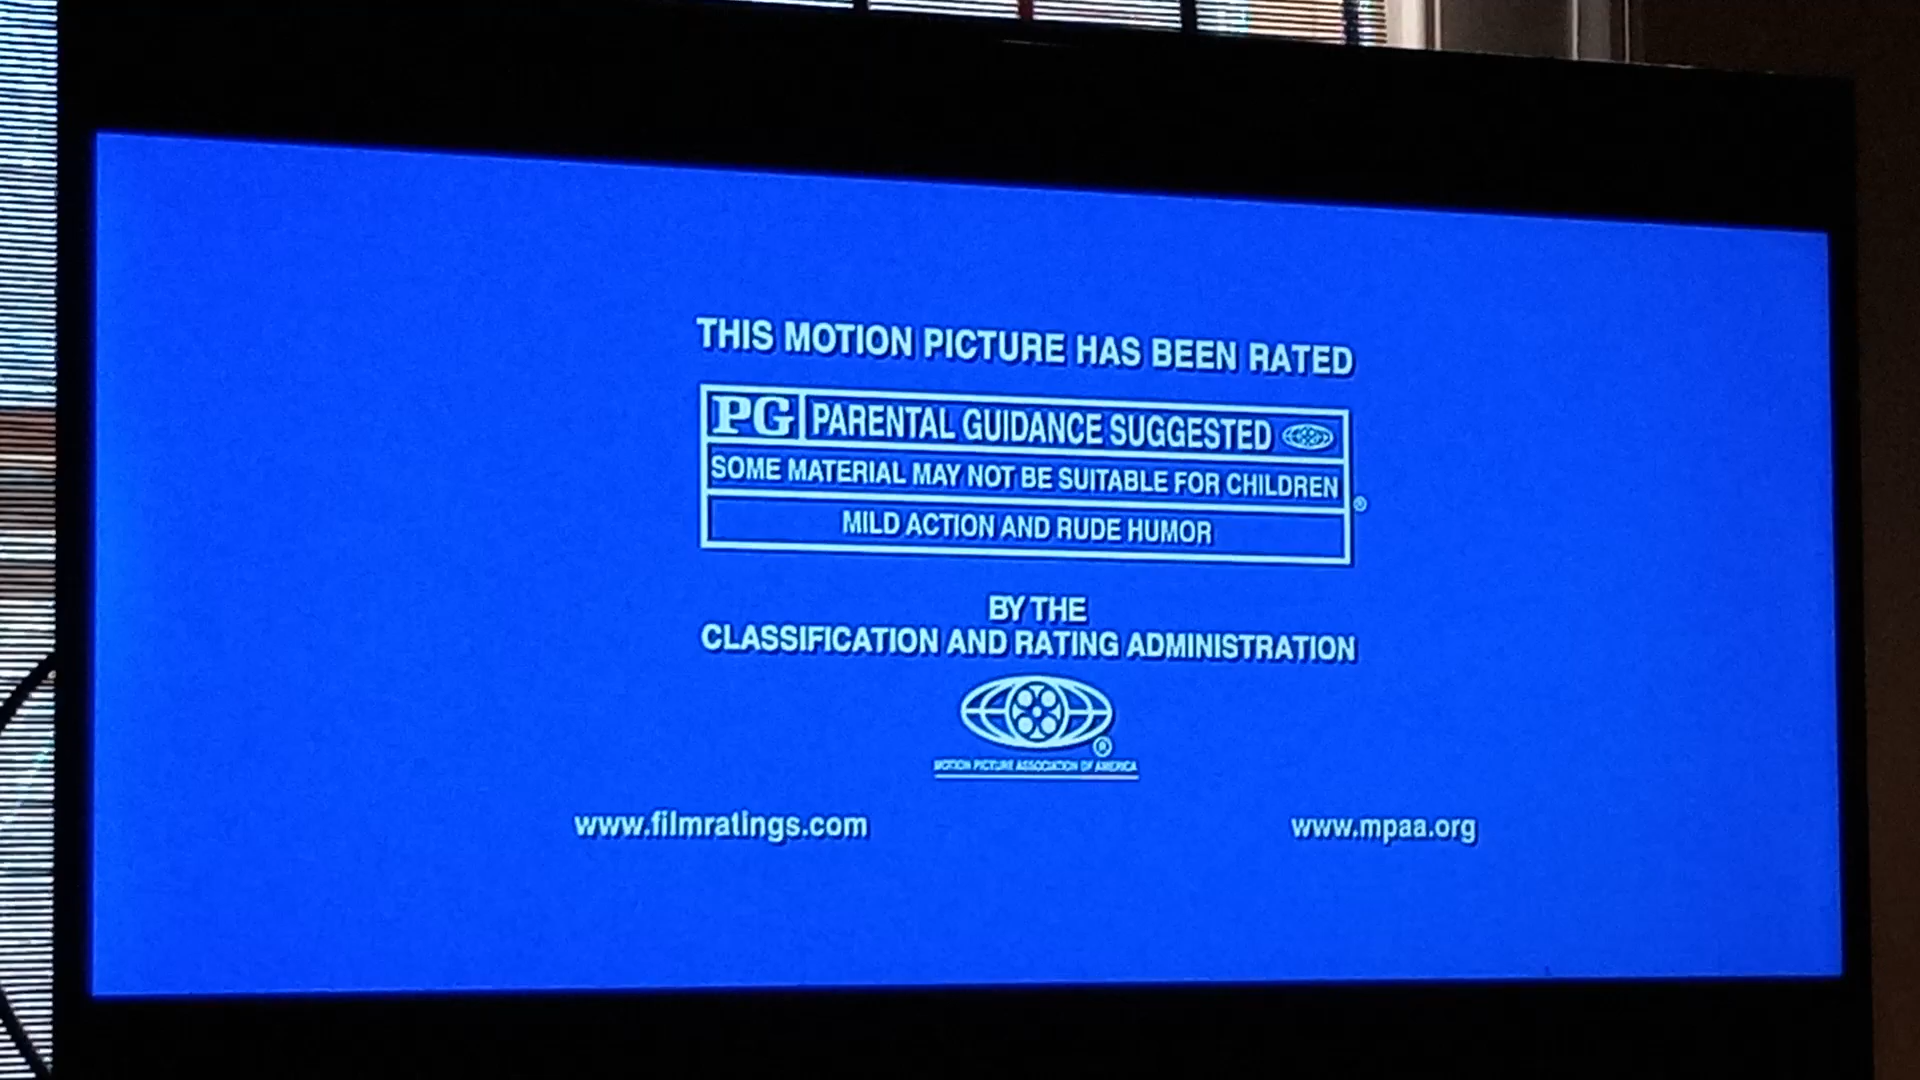 THIS MOTION PICTURE HAS BEEN RATED
PG PARENTAL GUIDANCE SUGGESTED
SOME MATERIAL MAY NOT BE SUITABLE FOR CHILDREN
®
MILD ACTION AND RUDE HUMOR
BY THE
CLASSIFICATION AND RATING ADMINISTRATION
®
MOTION PICTURE ASSOCIATION OF AMERICA
www.filmratings.com www.mpaa.org